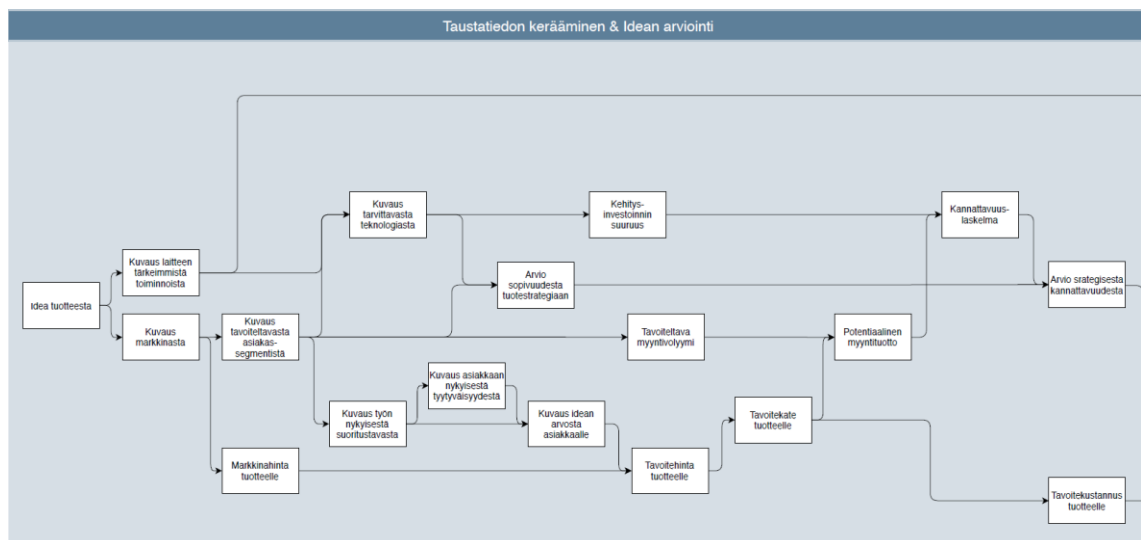 Taustatiedon kerääminen & Idean arviointi
Kuvaus
tarvittavasta
teknologiasta
Kehitys-
investoinnin
suuruus
Kannattavuus-
laskelma
Kuvaus laitteen
tärkeimmistä
toiminnoista
Arvio
sopivuudesta
tuotestrategiaan
Arvio srategisesta
kannattavuudesta
Idea tuotteesta
Kuvaus
markkinasta
Kuvaus
tavoiteltavasta
asiakas-
segmentistä
Tavoiteltava
myyntivolyymi
Potentiaalinen
myyntituotto
Kuvaus asiakkaan
nykyisestä
tyytyväisyydestä
Kuvaus työn
nykyisestä
suoritustavasta
Kuvaus idean
arvosta
asiakkaalle
Tavoitekate
tuotteelle
Markkinahinta
tuotteelle
Tavoitehinta
tuotteelle
Tavoitekustannus
tuotteelle